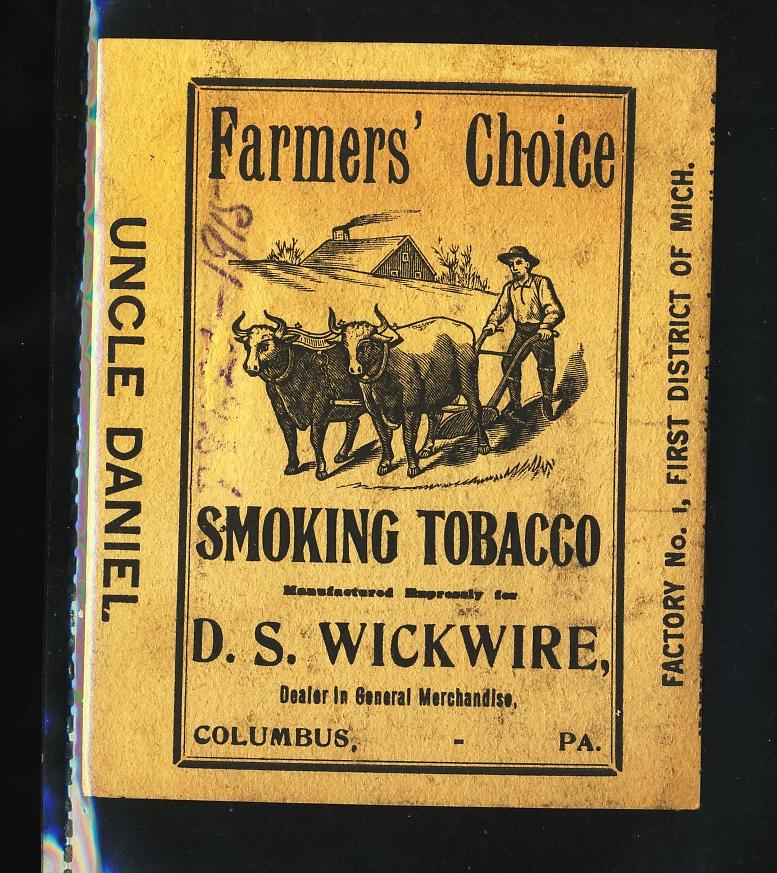 Farmers' Choice
1915
SMOKING TOBACCO
Manufactured Expressly for
D. S. WICKWIRE,
Dealer in General Merchandise,
COLUMBUS, - PA.
UNCLE DANIEL.
FACTORY No. 1, FIRST DISTRICT OF MICH.